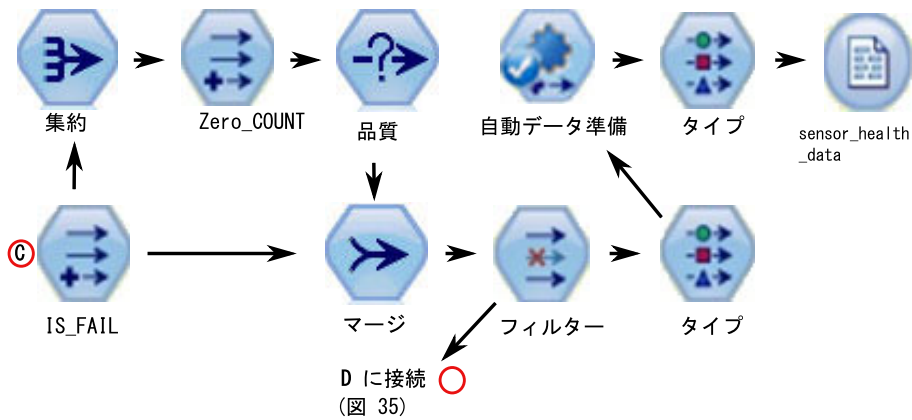 集約
Zero_COUNT
品質
自動データ準備
タイプ
sensor_health
_data
C
IS_FAIL
マージ
フィルター
タイプ
D に接続
(図 35)